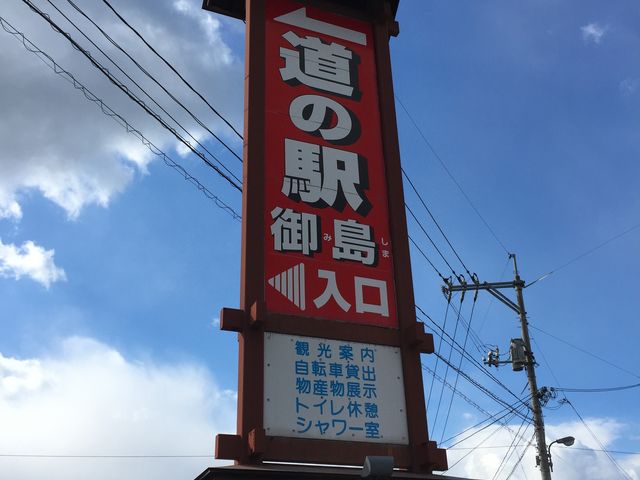 道の駅
御島
みしま
入口
観光案内
自転車貸出
物産物展示
トイレ休憩
シャワー室